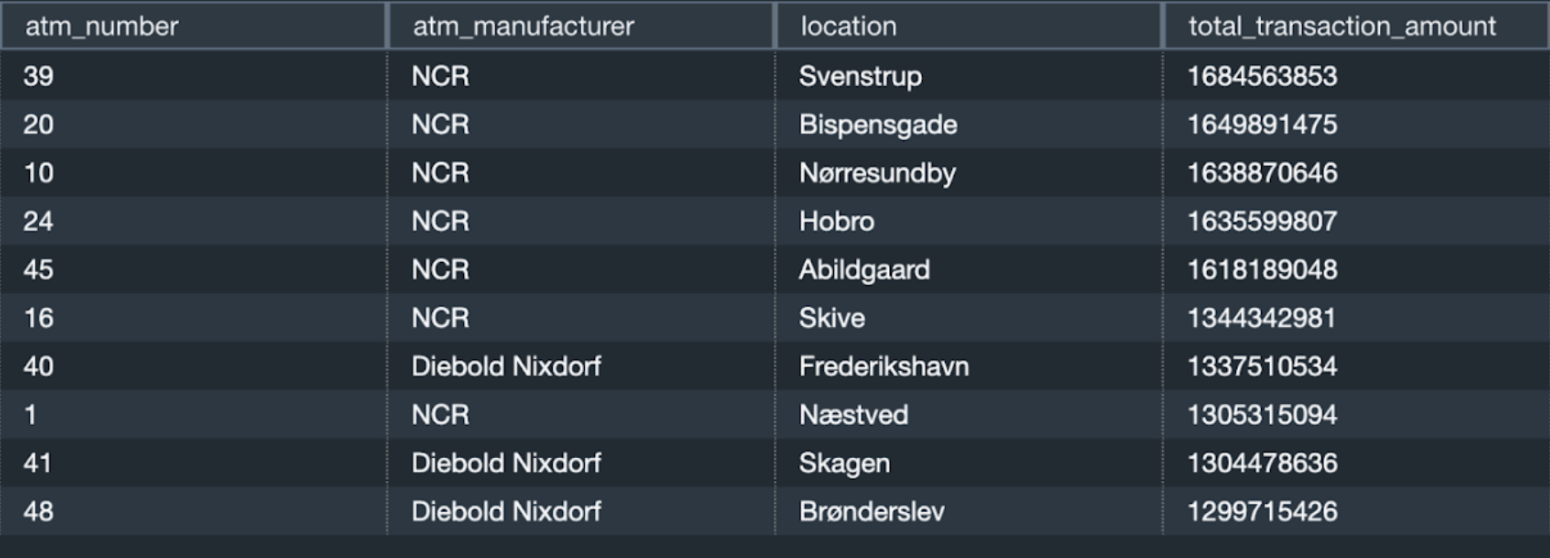 atm_number atm_manufacturer location total_transaction_amount
39 NCR Svenstrup 1684563853
20 NCR Bispensgade 1649891475
10 NCR Nørresundby 1638870646
24 NCR Hobro 1635599807
45 NCR Abildgaard 1618189048
16 NCR Skive 1344342981
40 Diebold Nixdorf Frederikshavn 1337510534
1 NCR Næstved 1305315094
41 Diebold Nixdorf Skagen 1304478636
48 Diebold Nixdorf Brønderslev 1299715426